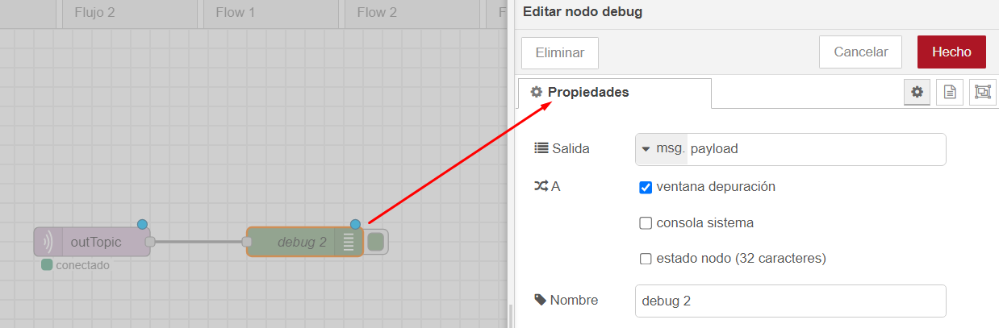 Flujo 2
Flow 1
Flow 2
F
outTopic
conectado
debug 2
Editar nodo debug
Eliminar
Cancelar
Hecho
Propiedades
Salida
msg. payload
A
ventana depuración
consola sistema
estado nodo (32 caracteres)
Nombre
debug 2